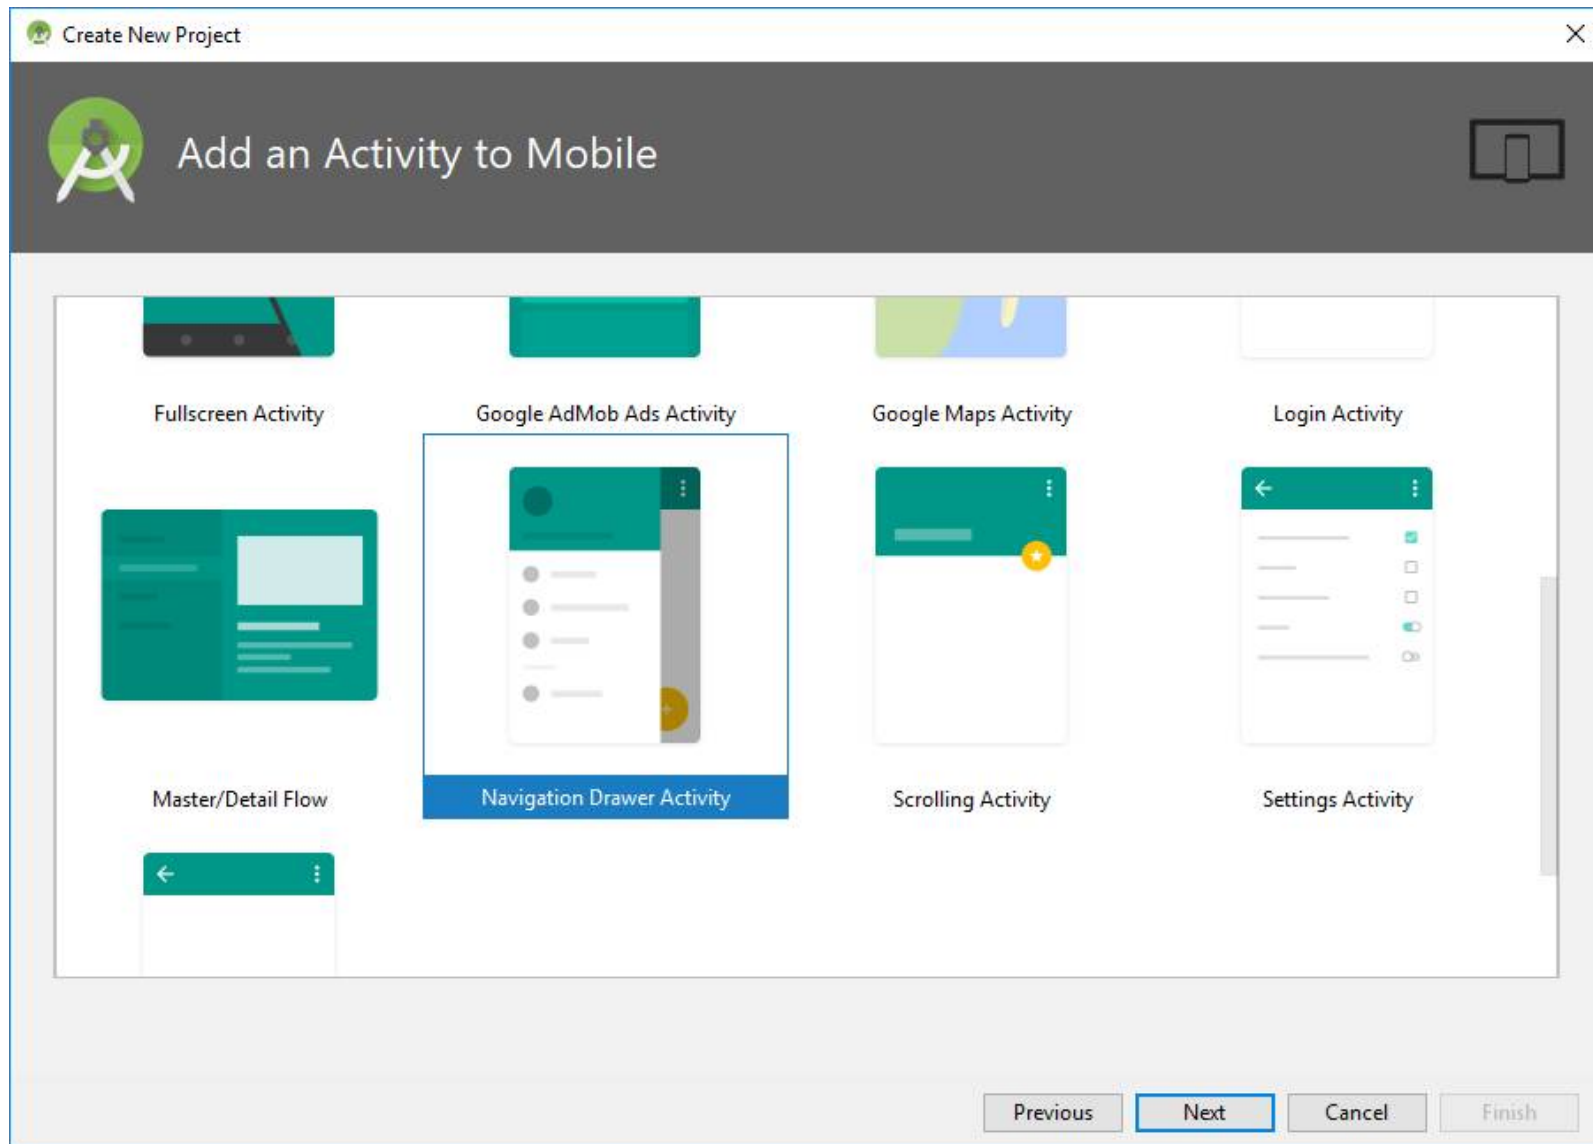 Create New Project
Add an Activity to Mobile
Fullscreen Activity
Google AdMob Ads Activity
Google Maps Activity
Login Activity
Master/Detail Flow
Navigation Drawer Activity
Scrolling Activity
Settings Activity
Previous
Next
Cancel
Finish